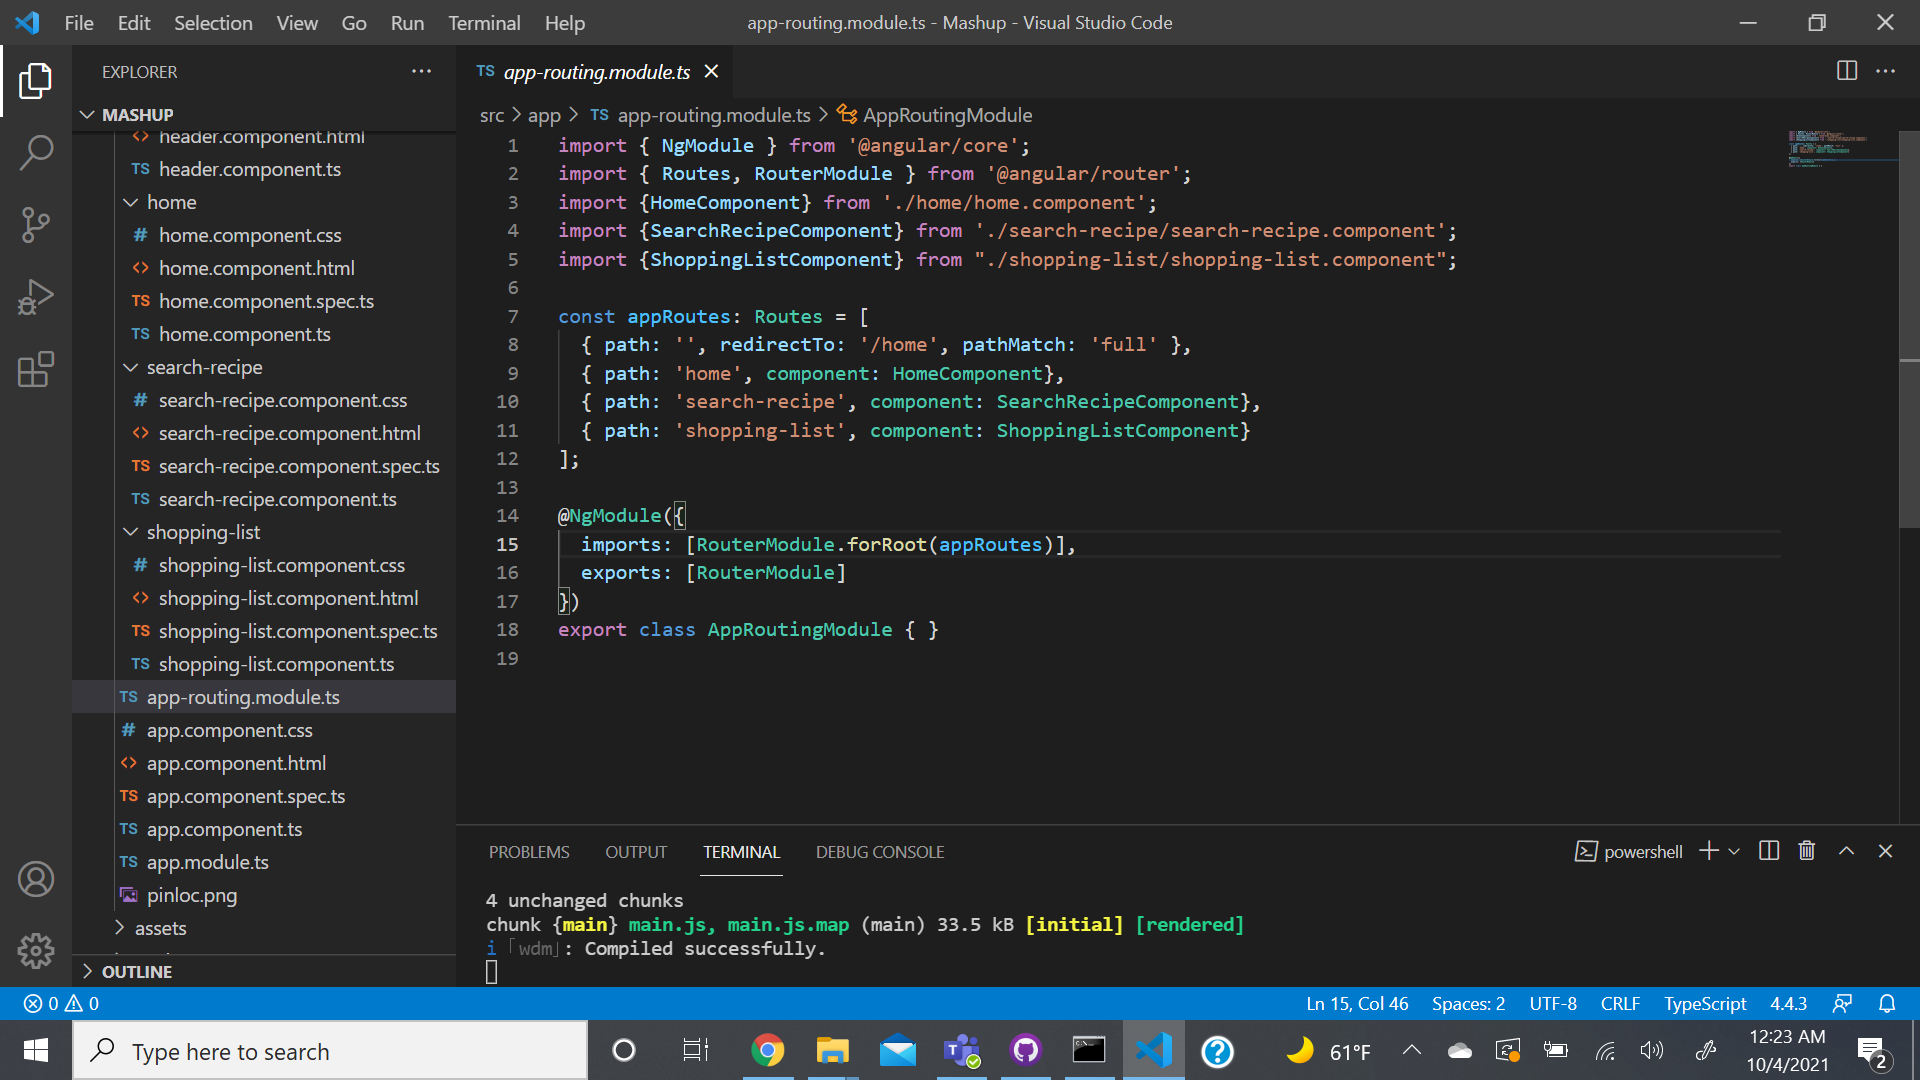 File Edit Selection View Go Run Terminal Help
app-routing.module.ts - Mashup - Visual Studio Code
EXPLORER
MASHUP
header.component.html
TS header.component.ts
home
# home.component.css
<> home.component.html
TS home.component.spec.ts
TS home.component.ts
search-recipe
# search-recipe.component.css
<> search-recipe.component.html
TS search-recipe.component.spec.ts
TS search-recipe.component.ts
shopping-list
# shopping-list.component.css
<> shopping-list.component.html
TS shopping-list.component.spec.ts
TS shopping-list.component.ts
TS app-routing.module.ts
# app.component.css
<> app.component.html
TS app.component.spec.ts
TS app.component.ts
TS app.module.ts
pinloc.png
assets
OUTLINE
TS app-routing.module.ts
src > app > TS app-routing.module.ts > AppRoutingModule
1 import { NgModule } from '@angular/core';
2 import { Routes, RouterModule } from '@angular/router';
3 import {HomeComponent} from './home/home.component';
4 import {SearchRecipeComponent} from './search-recipe/search-recipe.component';
5 import {ShoppingListComponent} from "./shopping-list/shopping-list.component";
6
7 const appRoutes: Routes = [
8 { path: '', redirectTo: '/home', pathMatch: 'full' },
9 { path: 'home', component: HomeComponent},
10 { path: 'search-recipe', component: SearchRecipeComponent},
11 { path: 'shopping-list', component: ShoppingListComponent}
12 ];
13
14 @NgModule({
15 imports: [RouterModule.forRoot(appRoutes)],
16 exports: [RouterModule]
17 })
18 export class AppRoutingModule { }
19
PROBLEMS OUTPUT TERMINAL DEBUG CONSOLE
powershell
4 unchanged chunks
chunk {main} main.js, main.js.map (main) 33.5 kB [initial] [rendered]
i ｢wdm｣: Compiled successfully.
0 0
Ln 15, Col 46 Spaces: 2 UTF-8 CRLF TypeScript 4.4.3
Type here to search
61°F
12:23 AM
10/4/2021
2